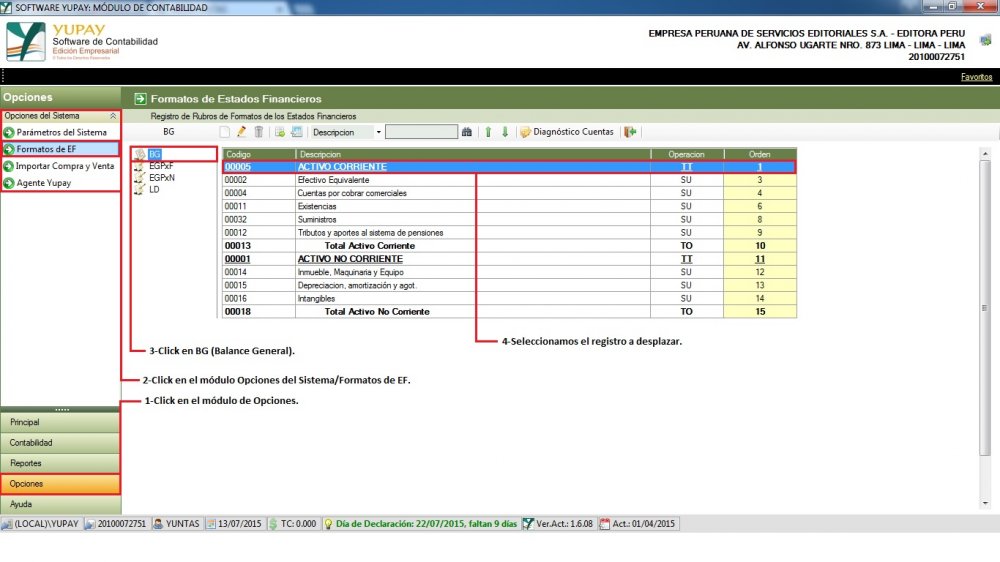 SOFTWARE YUPAY: MÓDULO DE CONTABILIDAD
YUPAY
Software de Contabilidad
Edición Empresarial
EMPRESA PERUANA DE SERVICIOS EDITORIALES S.A. - EDITORA PERU
AV. ALFONSO UGARTE NRO. 873 LIMA - LIMA - LIMA
20100072751
Favoritos
Opciones
Formatos de Estados Financieros
Opciones del Sistema
Registro de Rubros de Formatos de los Estados Financieros
Parámetros del Sistema
Formatos de EF
Importar Compra y Venta
Agente Yupay
BG
Descripcion
Diagnóstico Cuentas
BG
EGPxF
EGPxN
LD
Codigo Descripcion Operacion Orden
00005 ACTIVO CORRIENTE TT 1
00002 Efectivo Equivalente SU 3
00004 Cuentas por cobrar comerciales SU 4
00011 Existencias SU 6
00032 Suministros SU 8
00012 Tributos y aportes al sistema de pensiones SU 9
00013 Total Activo Corriente TO 10
00001 ACTIVO NO CORRIENTE TT 11
00014 Inmueble, Maquinaria y Equipo SU 12
00015 Depreciacion, amortización y agot. SU 13
00016 Intangibles SU 14
00018 Total Activo No Corriente TO 15
4-Seleccionamos el registro a desplazar.
3-Click en BG (Balance General).
2-Click en el módulo Opciones del Sistema/Formatos de EF.
1-Click en el módulo de Opciones.
Principal
Contabilidad
Reportes
Opciones
Ayuda
(LOCAL)\YUPAY 20100072751 YUNTAS 13/07/2015 TC: 0.000 Día de Declaración: 22/07/2015, faltan 9 días Ver.Act.: 1.6.08 Act.: 01/04/2015